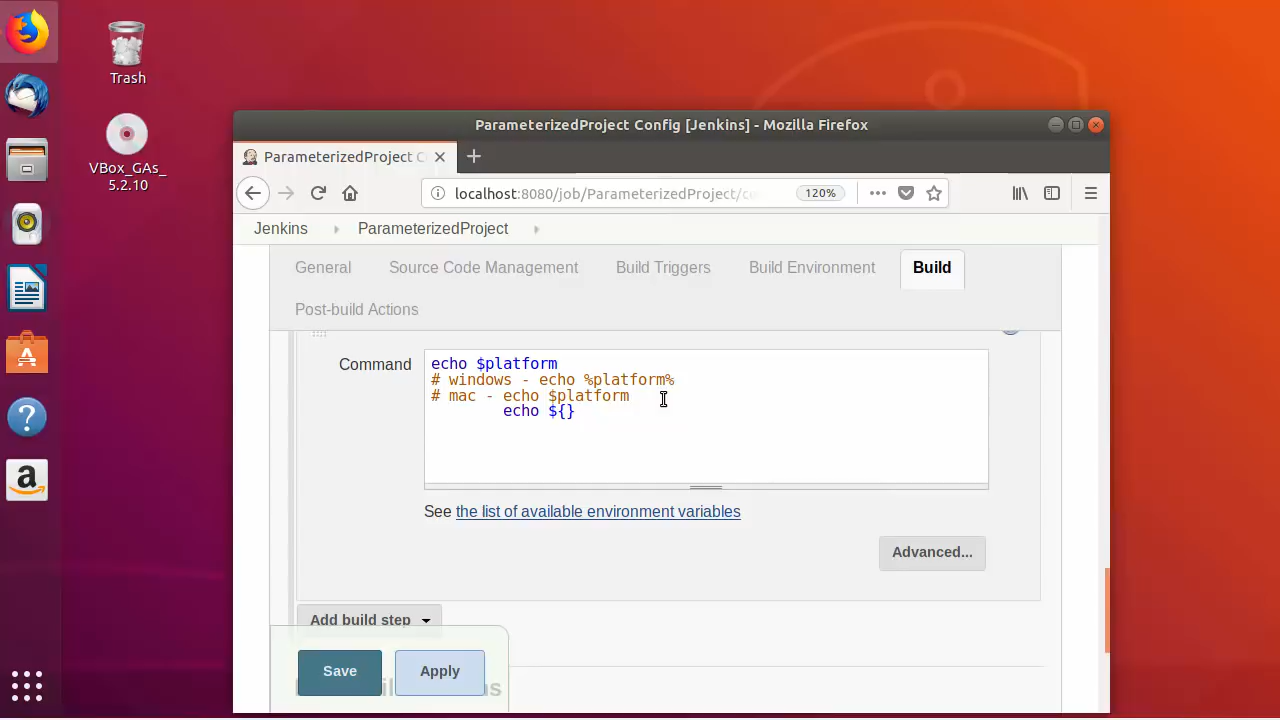 Trash
VBox_GAs_
5.2.10
ParameterizedProject Config [Jenkins] - Mozilla Firefox
ParameterizedProject C
localhost:8080/job/ParameterizedProject/
120%
Jenkins
ParameterizedProject
General
Source Code Management
Build Triggers
Build Environment
Build
Post-build Actions
Command
echo $platform
# windows - echo %platform%
# mac - echo $platform
echo ${}
See the list of available environment variables
Advanced...
Add build step
Save
Apply